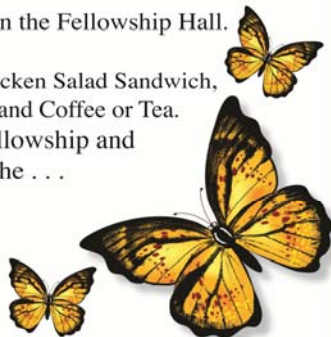 n the Fellowship Hall.
cken Salad Sandwich,
and Coffee or Tea.
llowship and
he . . .